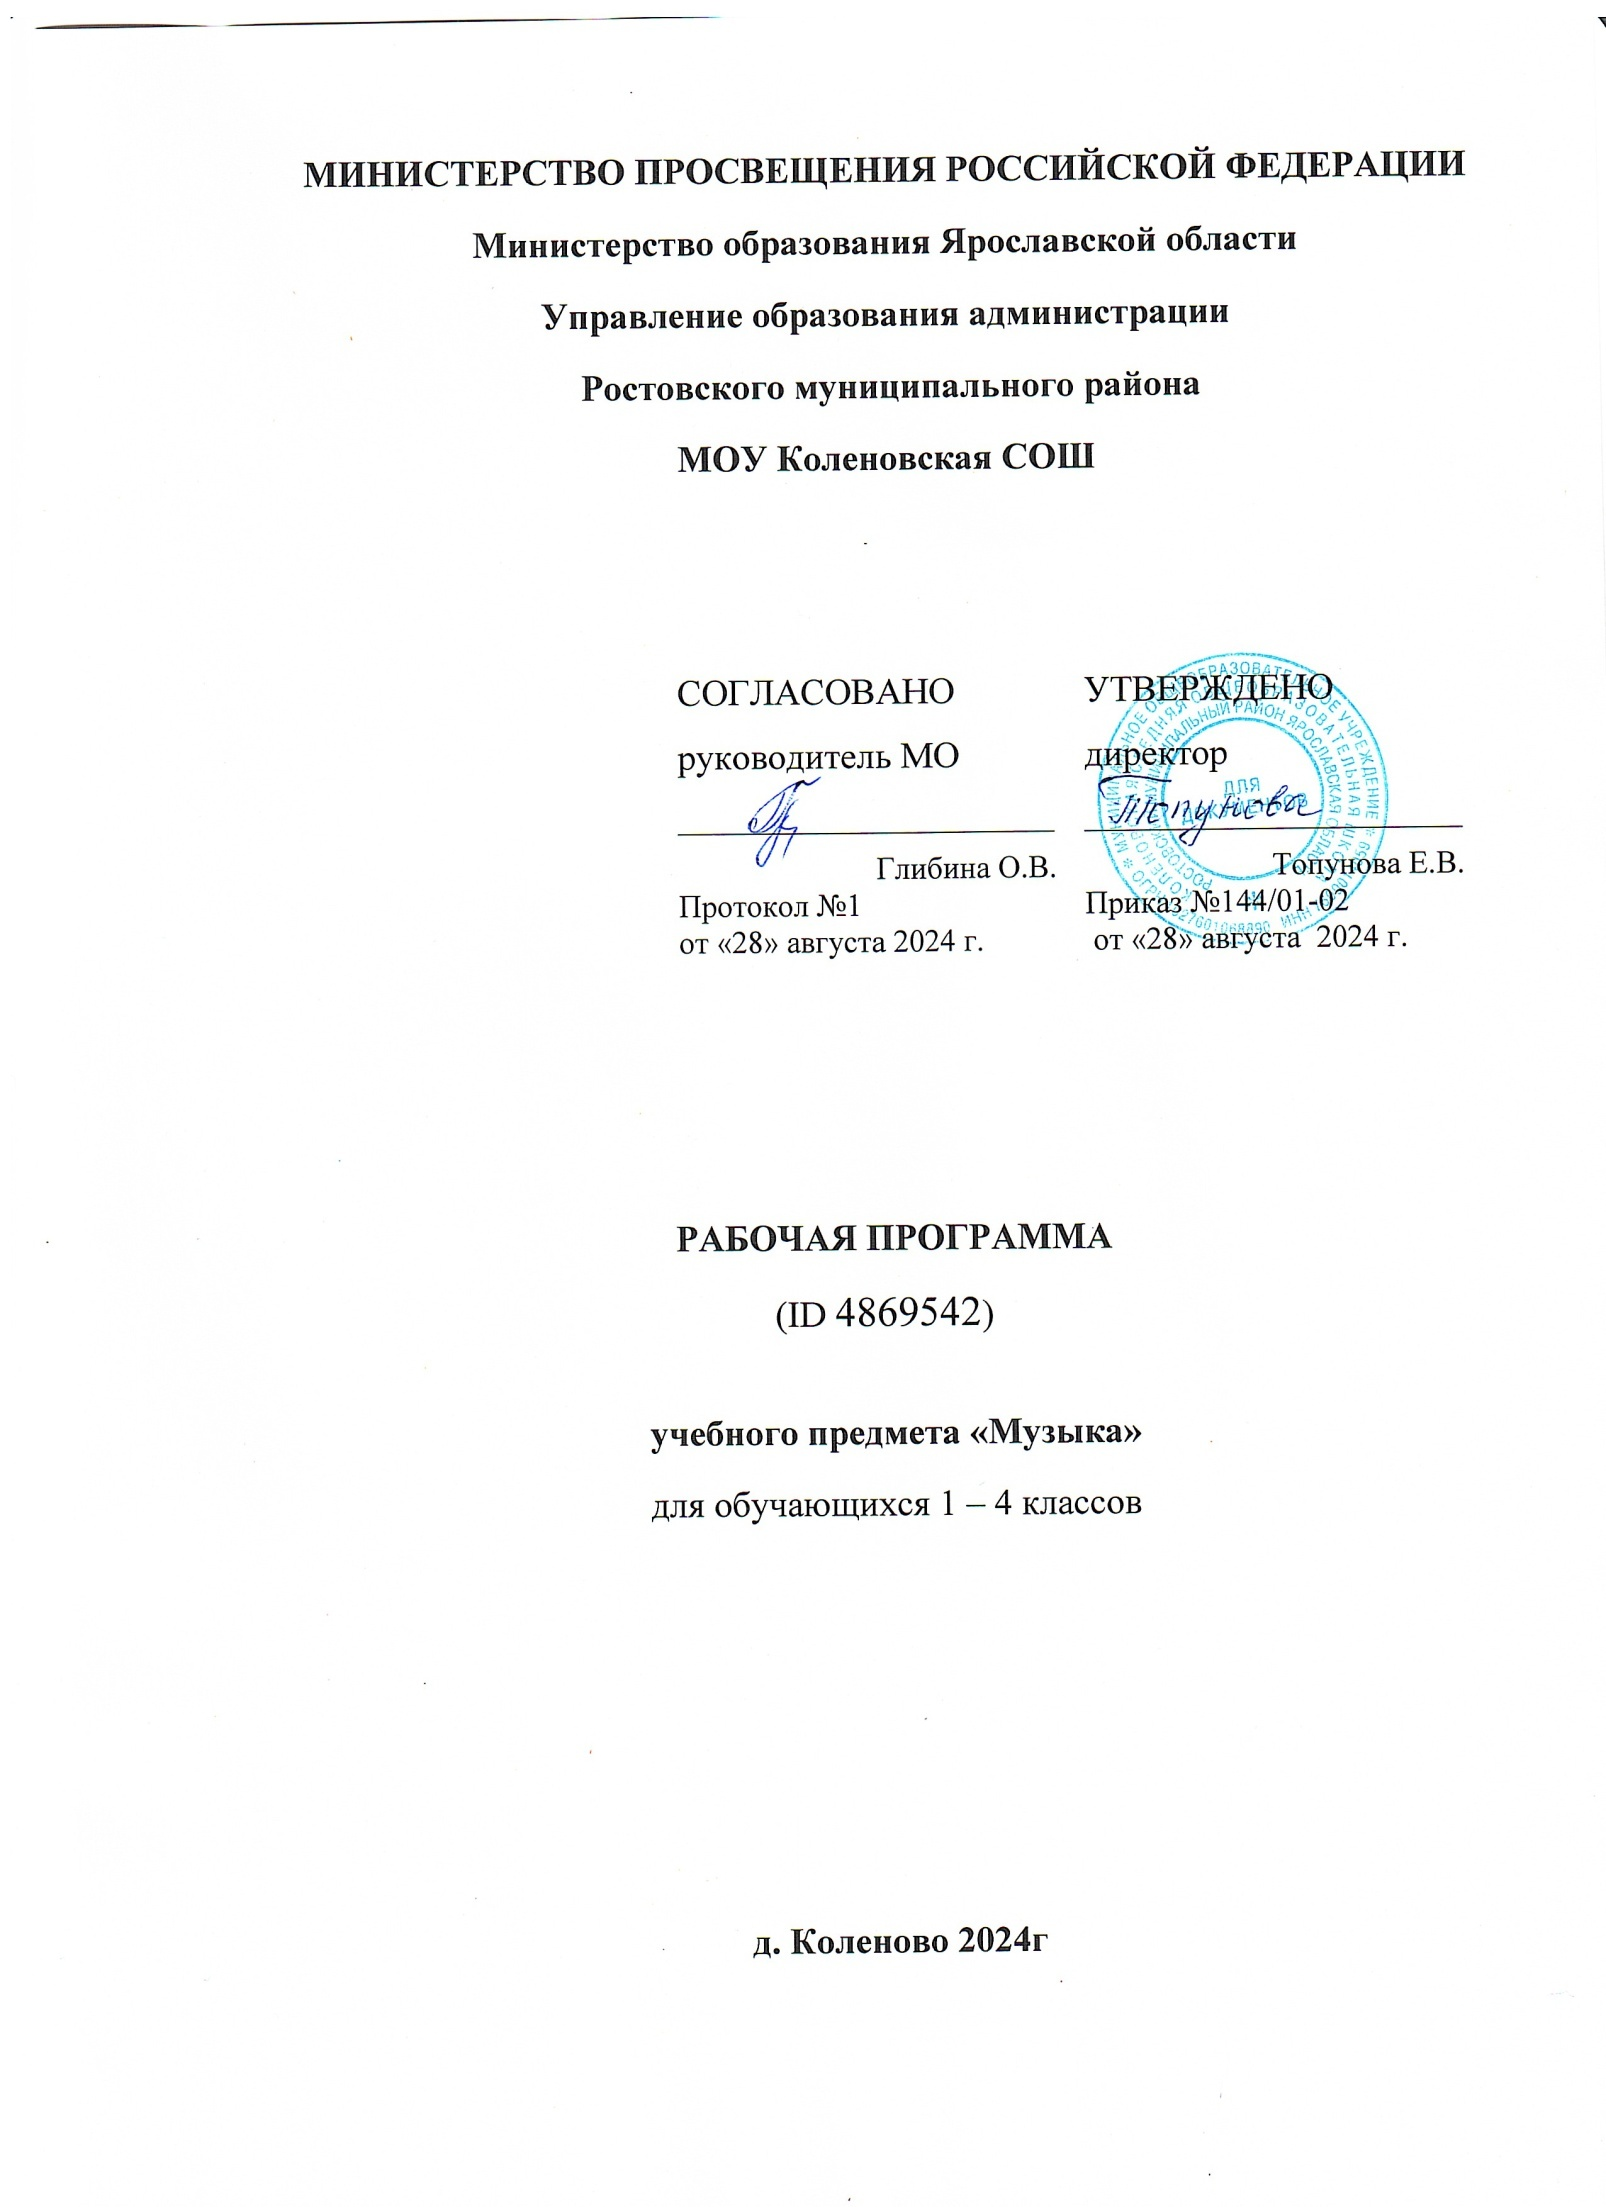 МИНИСТЕРСТВО ПРОСВЕЩЕНИЯ РОССИЙСКОЙ ФЕДЕРАЦИИ
Министерство образования Ярославской области
Управление образования администрации
Ростовского муниципального района
МОУ Коленовская СОШ
СОГЛАСОВАНО
руководитель МО
Глибина О.В.
Протокол №1
от «28» августа 2024 г.
УТВЕРЖДЕНО
директор
Топунова Е.В.
Приказ №144/01-02
от «28» августа 2024 г.
ДЛЯ
ДОКУМЕНТОВ
РАБОЧАЯ ПРОГРАММА
(ID 4869542)
учебного предмета «Музыка»
для обучающихся 1 – 4 классов
д. Коленово 2024г